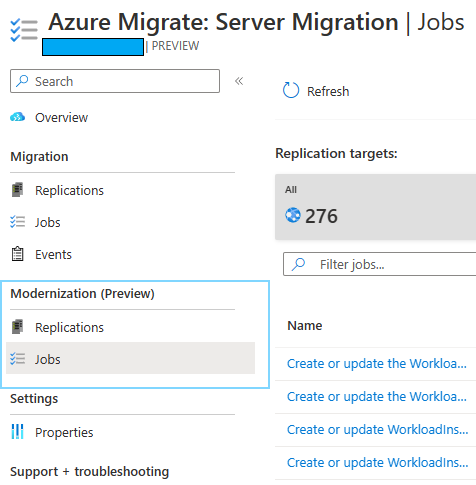 Azure Migrate: Server Migration | Jobs
| PREVIEW
Search
«
Refresh
Overview
Migration
Replications
Jobs
Events
Replication targets:
All
276
Filter jobs...
Modernization (Preview)
Replications
Jobs
Name
Create or update the Workloa...
Create or update the Workloa...
Create or update WorkloadIns...
Create or update WorkloadIns...
Settings
Properties
Support + troubleshooting